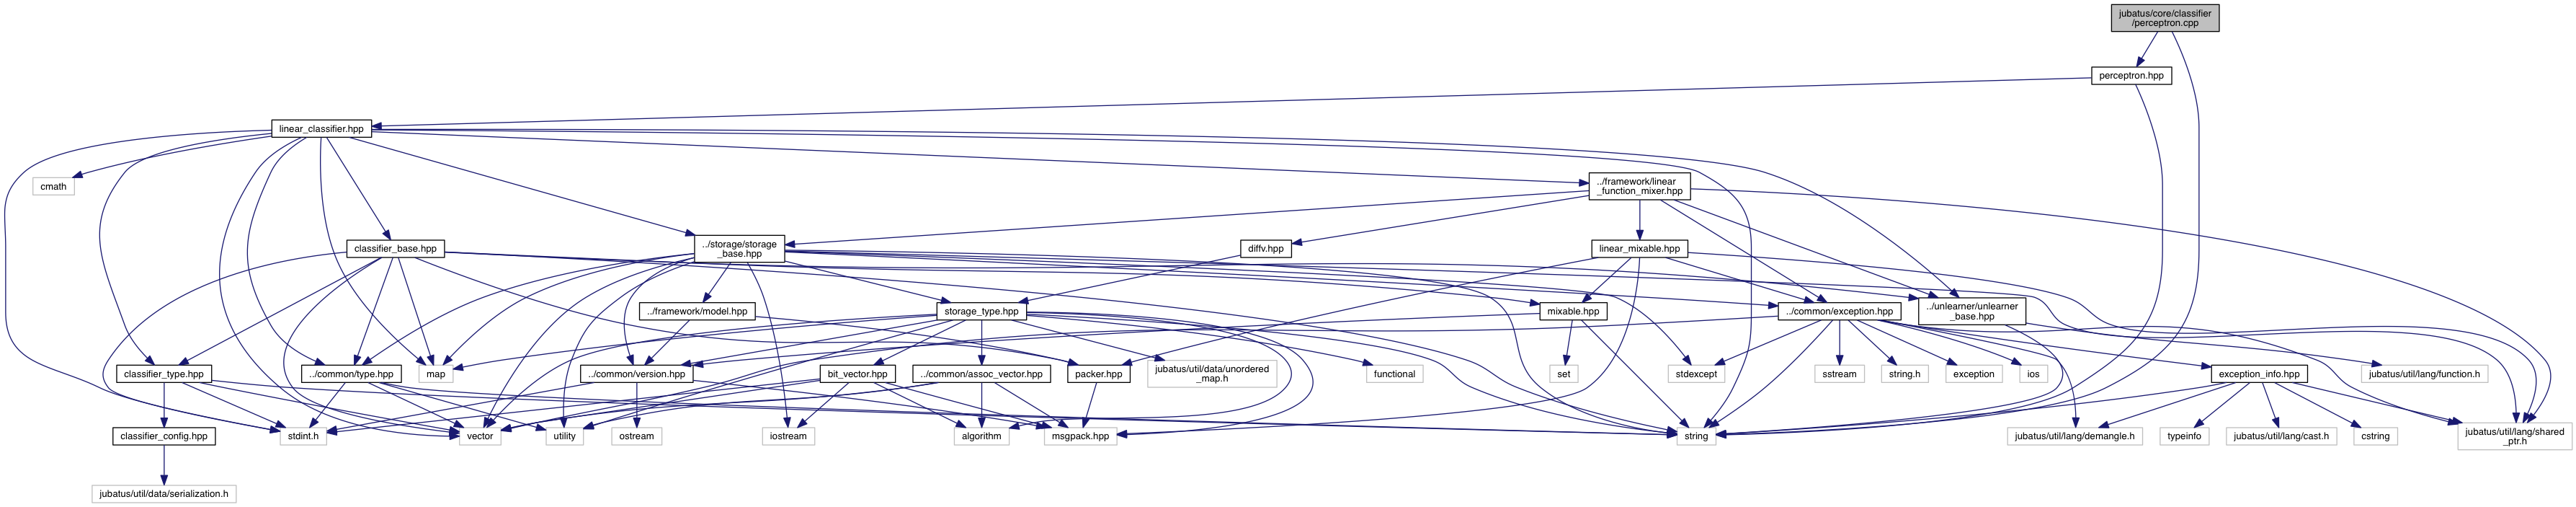 jubatus/core/classifier
/perceptron.cpp
perceptron.hpp
linear_classifier.hpp
cmath
../framework/linear
_function_mixer.hpp
classifier_base.hpp
../storage/storage
_base.hpp
diffv.hpp
linear_mixable.hpp
../framework/model.hpp
storage_type.hpp
mixable.hpp
../common/exception.hpp
../unlearner/unlearner
_base.hpp
classifier_type.hpp
../common/type.hpp
map
../common/version.hpp
bit_vector.hpp
../common/assoc_vector.hpp
packer.hpp
jubatus/util/data/unordered
_map.h
functional
set
stdexcept
sstream
string.h
exception
ios
exception_info.hpp
jubatus/util/lang/function.h
classifier_config.hpp
stdint.h
vector
utility
ostream
iostream
algorithm
msgpack.hpp
string
jubatus/util/lang/demangle.h
typeinfo
jubatus/util/lang/cast.h
cstring
jubatus/util/lang/shared
_ptr.h
jubatus/util/data/serialization.h